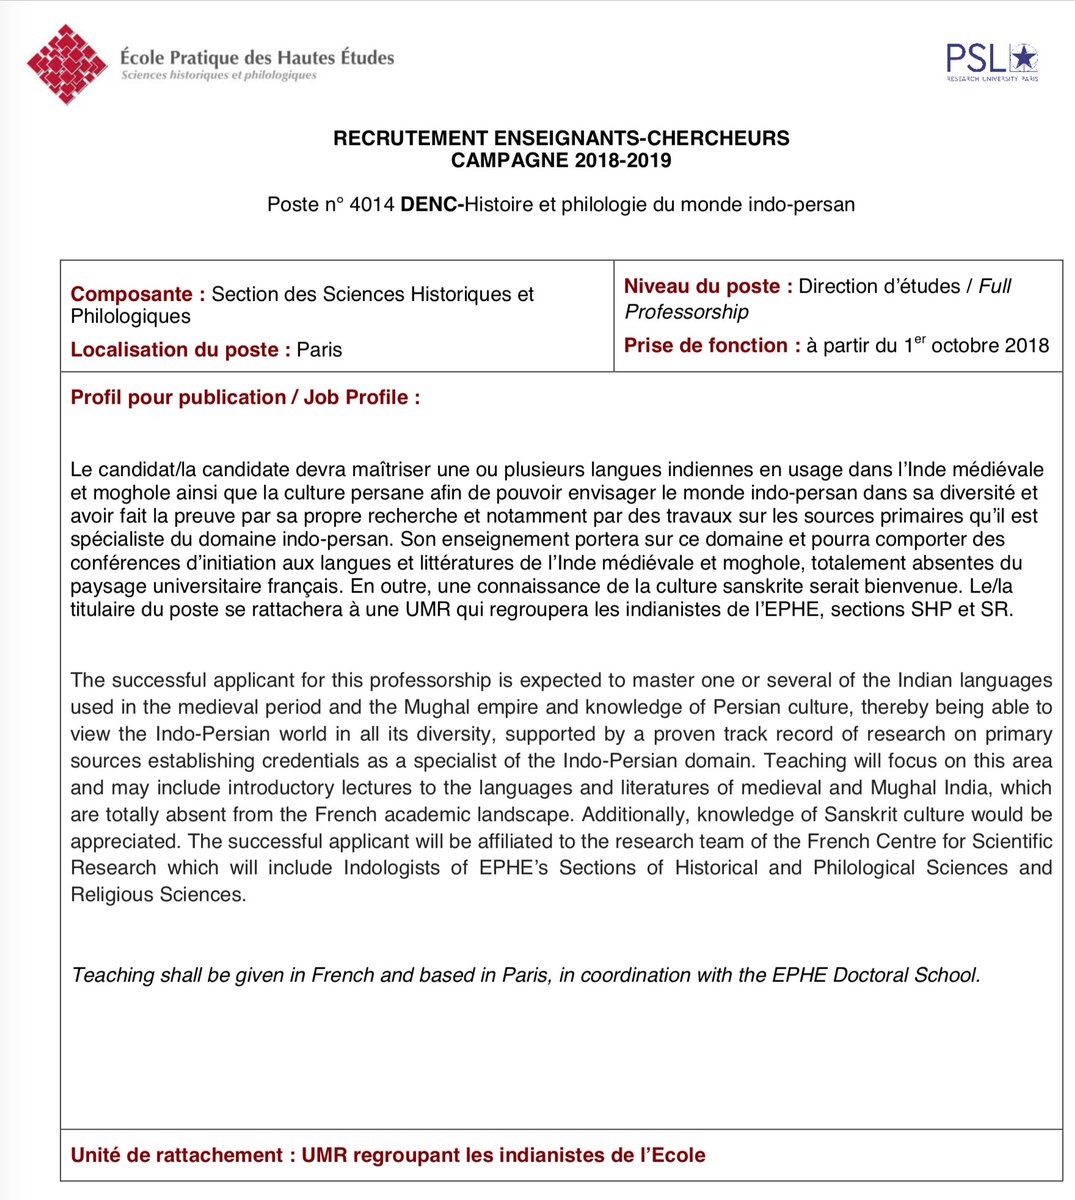 École Pratique des Hautes Études
Sciences historiques et philologiques
PSL
RESEARCH UNIVERSITY PARIS
RECRUTEMENT ENSEIGNANTS-CHERCHEURS
CAMPAGNE 2018-2019
Poste n° 4014 DENC-Histoire et philologie du monde indo-persan
Composante : Section des Sciences Historiques et
Philologiques
Localisation du poste : Paris
Niveau du poste : Direction d’études / Full
Professorship
Prise de fonction : à partir du 1er octobre 2018
Profil pour publication / Job Profile :
Le candidat/la candidate devra maîtriser une ou plusieurs langues indiennes en usage dans l’Inde médiévale
et moghole ainsi que la culture persane afin de pouvoir envisager le monde indo-persan dans sa diversité et
avoir fait la preuve par sa propre recherche et notamment par des travaux sur les sources primaires qu’il est
spécialiste du domaine indo-persan. Son enseignement portera sur ce domaine et pourra comporter des
conférences d’initiation aux langues et littératures de l’Inde médiévale et moghole, totalement absentes du
paysage universitaire français. En outre, une connaissance de la culture sanskrite serait bienvenue. Le/la
titulaire du poste se rattachera à une UMR qui regroupera les indianistes de l’EPHE, sections SHP et SR.
The successful applicant for this professorship is expected to master one or several of the Indian languages
used in the medieval period and the Mughal empire and knowledge of Persian culture, thereby being able to
view the Indo-Persian world in all its diversity, supported by a proven track record of research on primary
sources establishing credentials as a specialist of the Indo-Persian domain. Teaching will focus on this area
and may include introductory lectures to the languages and literatures of medieval and Mughal India, which
are totally absent from the French academic landscape. Additionally, knowledge of Sanskrit culture would be
appreciated. The successful applicant will be affiliated to the research team of the French Centre for Scientific
Research which will include Indologists of EPHE’s Sections of Historical and Philological Sciences and
Religious Sciences.
Teaching shall be given in French and based in Paris, in coordination with the EPHE Doctoral School.
Unité de rattachement : UMR regroupant les indianistes de l’Ecole